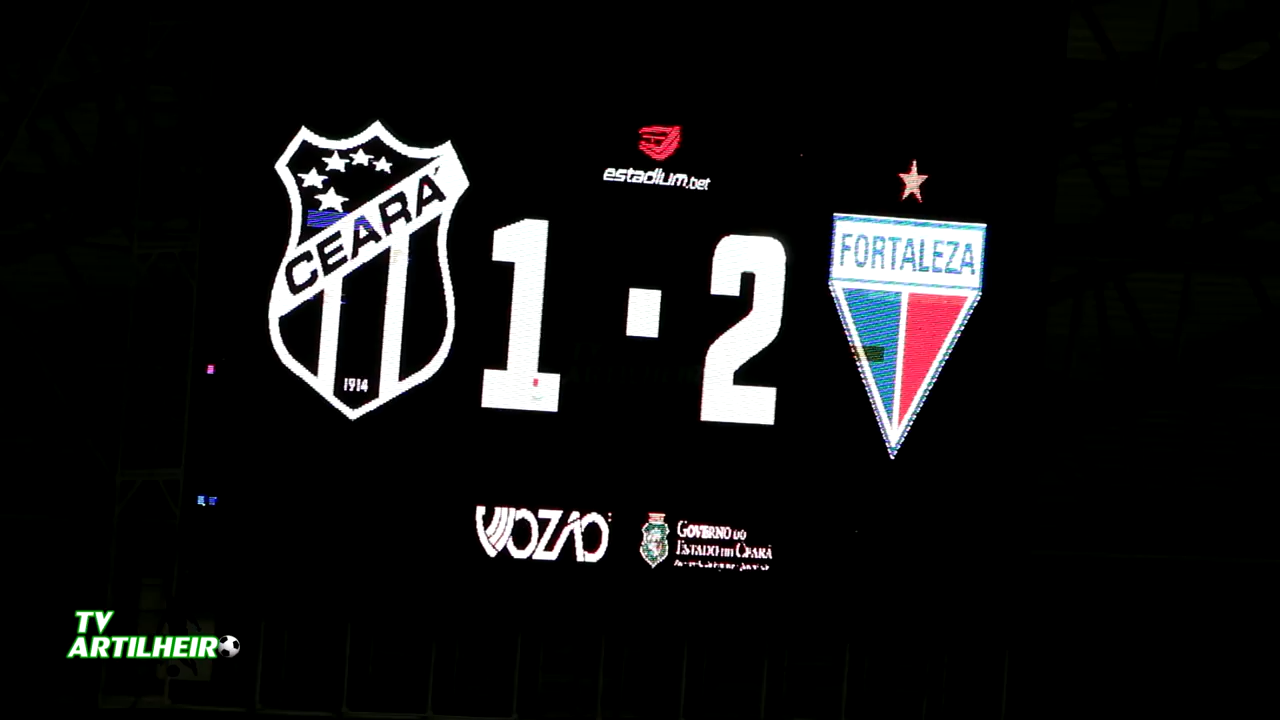 estadium.bet
CEARÁ
1914
1 - 2
FORTALEZA
VOZÃO
GOVERNO DO
ESTADO DO CEARÁ
TV
ARTILHEIRO